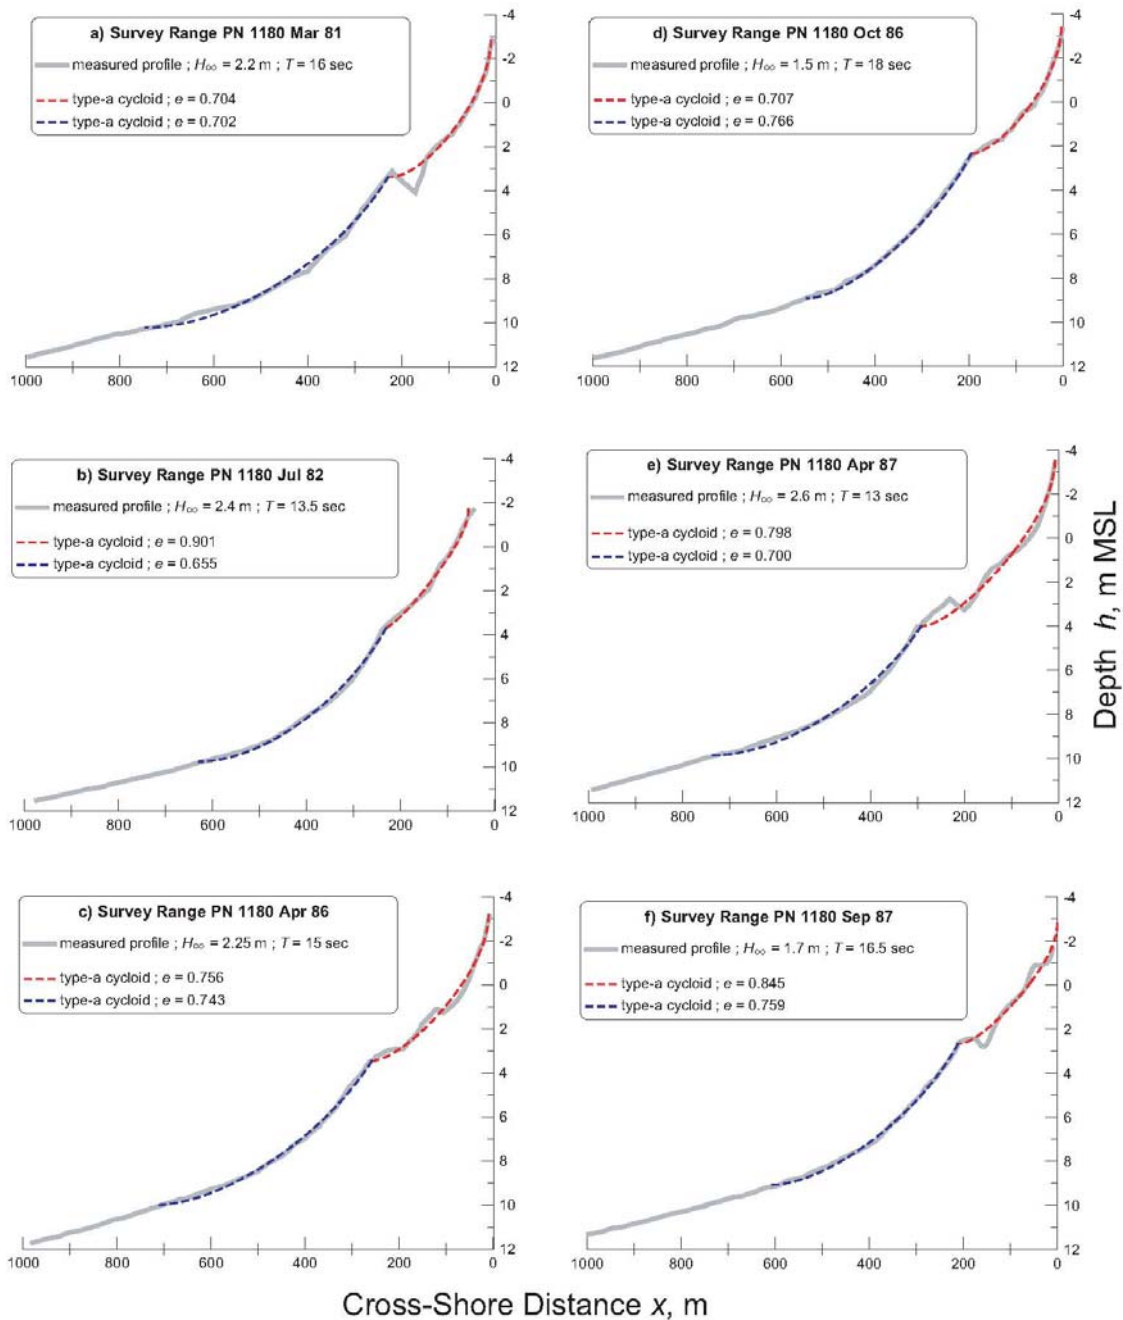 a) Survey Range PN 1180 Mar 81
measured profile ; H∞ = 2.2 m ; T = 16 sec
type-a cycloid ; e = 0.704
type-a cycloid ; e = 0.702
-4
-2
0
2
4
6
8
10
12
1000 800 600 400 200 0
d) Survey Range PN 1180 Oct 86
measured profile ; H∞ = 1.5 m ; T = 18 sec
type-a cycloid ; e = 0.707
type-a cycloid ; e = 0.766
-4
-2
0
2
4
6
8
10
12
1000 800 600 400 200 0
b) Survey Range PN 1180 Jul 82
measured profile ; H∞ = 2.4 m ; T = 13.5 sec
type-a cycloid ; e = 0.901
type-a cycloid ; e = 0.655
-4
-2
0
2
4
6
8
10
12
1000 800 600 400 200 0
e) Survey Range PN 1180 Apr 87
measured profile ; H∞ = 2.6 m ; T = 13 sec
type-a cycloid ; e = 0.798
type-a cycloid ; e = 0.700
-4
-2
0
2
4
6
8
10
12
1000 800 600 400 200 0
Depth h, m MSL
c) Survey Range PN 1180 Apr 86
measured profile ; H∞ = 2.25 m ; T = 15 sec
type-a cycloid ; e = 0.756
type-a cycloid ; e = 0.743
-4
-2
0
2
4
6
8
10
12
1000 800 600 400 200 0
f) Survey Range PN 1180 Sep 87
measured profile ; H∞ = 1.7 m ; T = 16.5 sec
type-a cycloid ; e = 0.845
type-a cycloid ; e = 0.759
-4
-2
0
2
4
6
8
10
12
1000 800 600 400 200 0
Cross-Shore Distance x, m